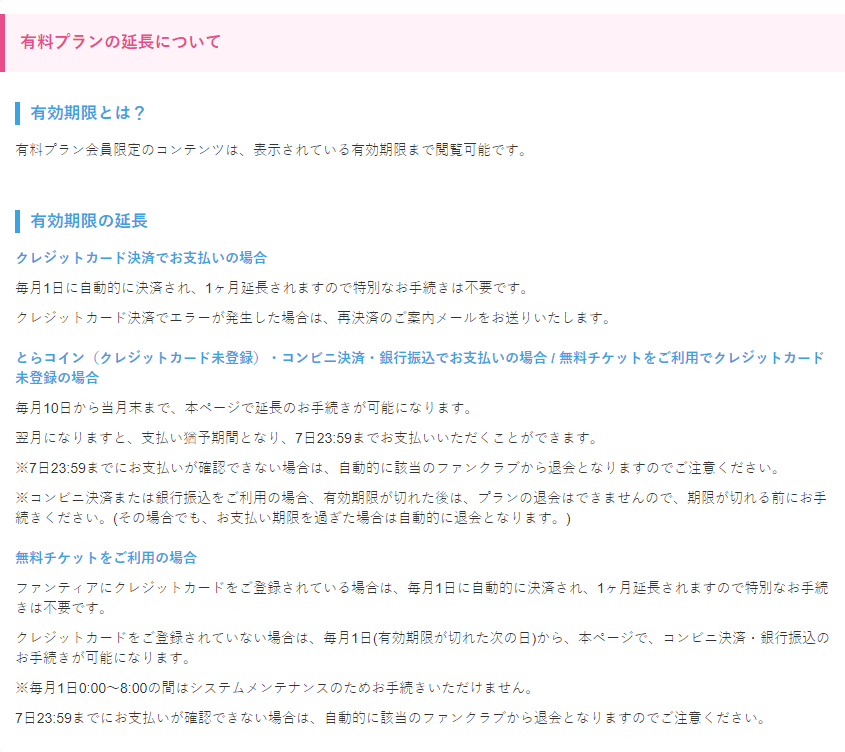 有料プランの延長について
有効期限とは？
有料プラン会員限定のコンテンツは、表示されている有効期限まで閲覧可能です。
有効期限の延長
クレジットカード決済でお支払いの場合
毎月1日に自動的に決済され、1ヶ月延長されますので特別なお手続きは不要です。
クレジットカード決済でエラーが発生した場合は、再決済のご案内メールをお送りいたします。
とらコイン（クレジットカード未登録）・コンビニ決済・銀行振込でお支払いの場合 / 無料チケットをご利用でクレジットカード
未登録の場合
毎月10日から当月末まで、本ページで延長のお手続きが可能になります。
翌月になりますと、支払い猶予期間となり、7日23:59までお支払いいただくことができます。
※7日23:59までにお支払いが確認できない場合は、自動的に該当のファンクラブから退会となりますのでご注意ください。
※コンビニ決済または銀行振込をご利用の場合、有効期限が切れた後は、プランの退会はできませんので、期限が切れる前にお手
続きください。(その場合でも、お支払い期限を過ぎた場合は自動的に退会となります。)
無料チケットをご利用の場合
ファンティアにクレジットカードをご登録されている場合は、毎月1日に自動的に決済され、1ヶ月延長されますので特別なお手続
きは不要です。
クレジットカードをご登録されていない場合は、毎月1日(有効期限が切れた次の日)から、本ページで、コンビニ決済・銀行振込の
お手続きが可能になります。
※毎月1日0:00〜8:00の間はシステムメンテナンスのためお手続きいただけません。
7日23:59までにお支払いが確認できない場合は、自動的に該当のファンクラブから退会となりますのでご注意ください。